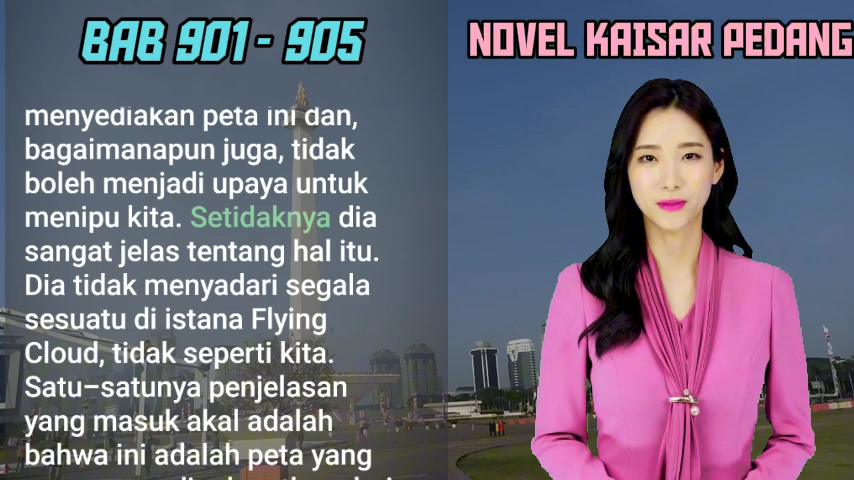 BAB 901 - 905
NOVEL KAISAR PEDANG
menyediakan peta ini dan,
bagaimanapun juga, tidak
boleh menjadi upaya untuk
menipu kita. Setidaknya dia
sangat jelas tentang hal itu.
Dia tidak menyadari segala
sesuatu di istana Flying
Cloud, tidak seperti kita.
Satu–satunya penjelasan
yang masuk akal adalah
bahwa ini adalah peta yang